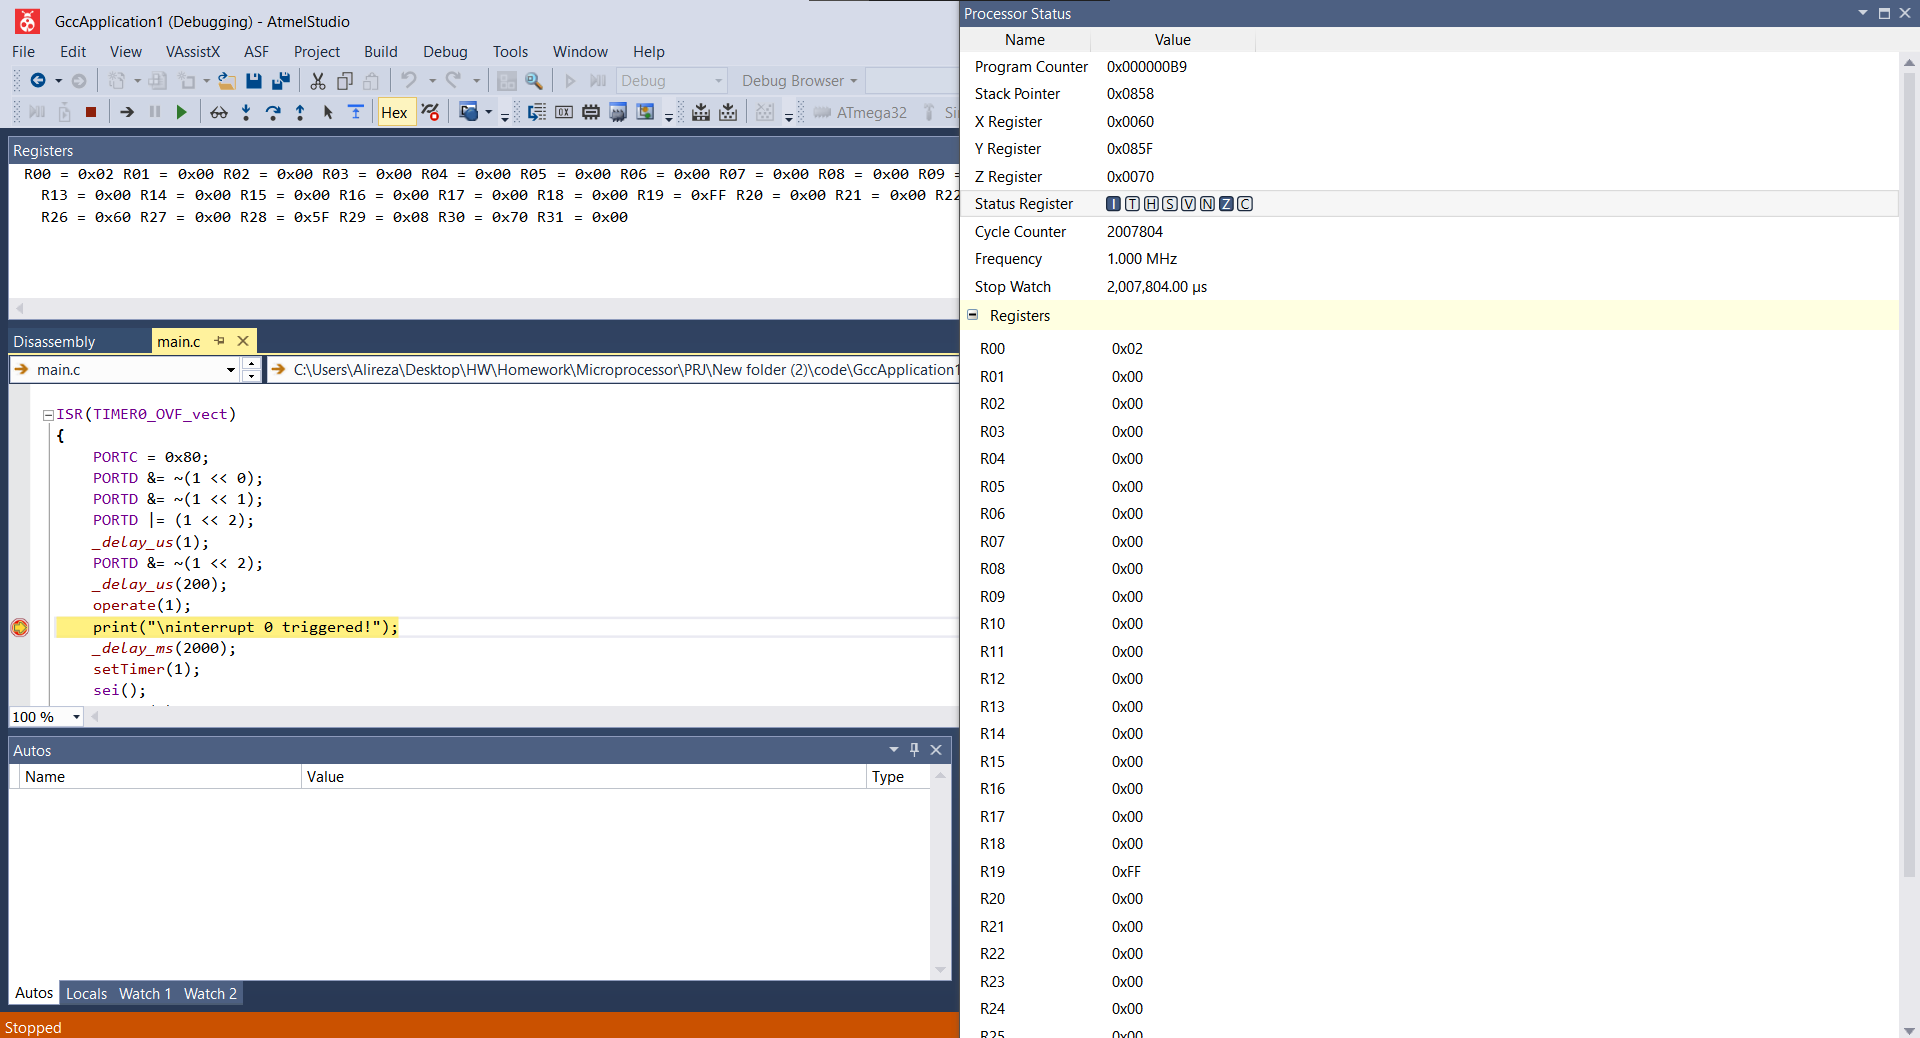 GccApplication1 (Debugging) - AtmelStudio
File Edit View VAssistX ASF Project Build Debug Tools Window Help
Debug Debug Browser
Hex ATmega32 Si
Registers
R00 = 0x02 R01 = 0x00 R02 = 0x00 R03 = 0x00 R04 = 0x00 R05 = 0x00 R06 = 0x00 R07 = 0x00 R08 = 0x00 R09 =
R13 = 0x00 R14 = 0x00 R15 = 0x00 R16 = 0x00 R17 = 0x00 R18 = 0x00 R19 = 0xFF R20 = 0x00 R21 = 0x00 R22
R26 = 0x60 R27 = 0x00 R28 = 0x5F R29 = 0x08 R30 = 0x70 R31 = 0x00
Disassembly main.c
main.c C:\Users\Alireza\Desktop\HW\Homework\Microprocessor\PRJ\New folder (2)\code\GccApplication1
ISR(TIMER0_OVF_vect)
{
PORTC = 0x80;
PORTD &= ~(1 << 0);
PORTD &= ~(1 << 1);
PORTD |= (1 << 2);
_delay_us(1);
PORTD &= ~(1 << 2);
_delay_us(200);
operate(1);
print("\ninterrupt 0 triggered!");
_delay_ms(2000);
setTimer(1);
sei();
100 %
Autos
Name Value Type
Autos Locals Watch 1 Watch 2
Stopped
Processor Status
Name Value
Program Counter 0x000000B9
Stack Pointer 0x0858
X Register 0x0060
Y Register 0x085F
Z Register 0x0070
Status Register I T H S V N Z C
Cycle Counter 2007804
Frequency 1.000 MHz
Stop Watch 2,007,804.00 µs
Registers
R00 0x02
R01 0x00
R02 0x00
R03 0x00
R04 0x00
R05 0x00
R06 0x00
R07 0x00
R08 0x00
R09 0x00
R10 0x00
R11 0x00
R12 0x00
R13 0x00
R14 0x00
R15 0x00
R16 0x00
R17 0x00
R18 0x00
R19 0xFF
R20 0x00
R21 0x00
R22 0x00
R23 0x00
R24 0x00
R25 0x00